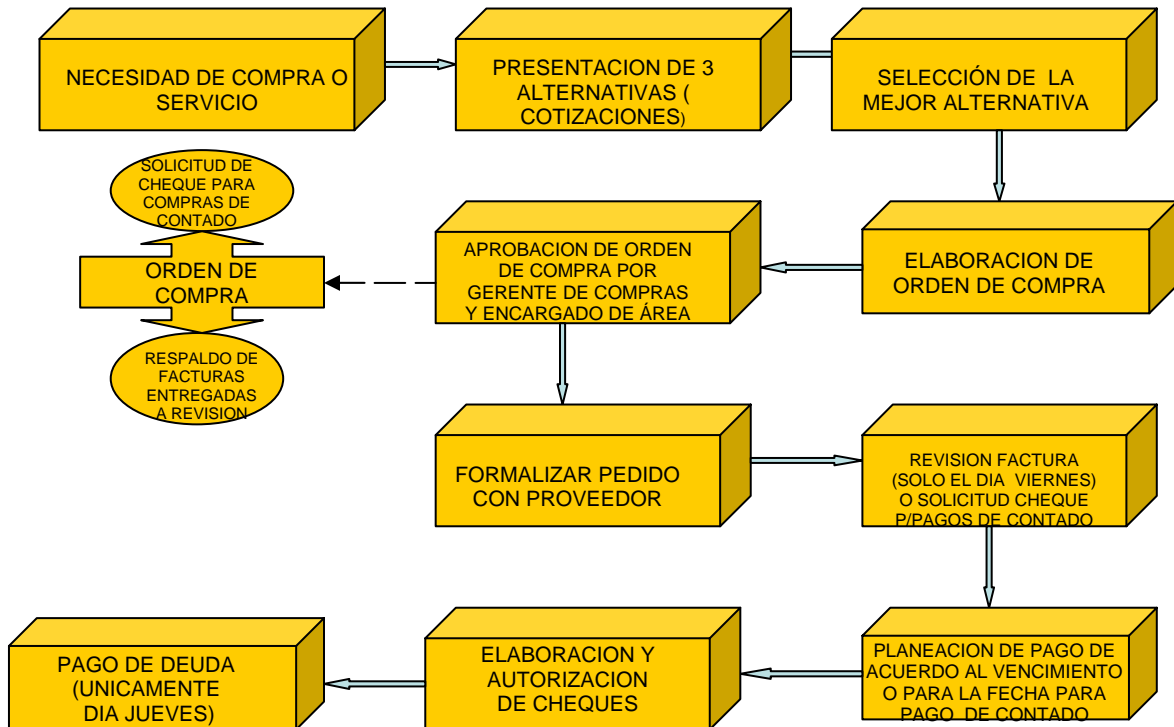 NECESIDAD DE COMPRA O
SERVICIO
PRESENTACION DE 3
ALTERNATIVAS (
COTIZACIONES)
SELECCIÓN DE LA
MEJOR ALTERNATIVA
SOLICITUD DE
CHEQUE PARA
COMPRAS DE
CONTADO
ORDEN DE
COMPRA
RESPALDO DE
FACTURAS
ENTREGADAS
A REVISION
APROBACION DE ORDEN
DE COMPRA POR
GERENTE DE COMPRAS
Y ENCARGADO DE ÁREA
ELABORACION DE
ORDEN DE COMPRA
FORMALIZAR PEDIDO
CON PROVEEDOR
REVISION FACTURA
(SOLO EL DIA VIERNES)
O SOLICITUD CHEQUE
P/PAGOS DE CONTADO
PAGO DE DEUDA
(UNICAMENTE
DIA JUEVES)
ELABORACION Y
AUTORIZACION
DE CHEQUES
PLANEACION DE PAGO DE
ACUERDO AL VENCIMIENTO
O PARA LA FECHA PARA
PAGO DE CONTADO